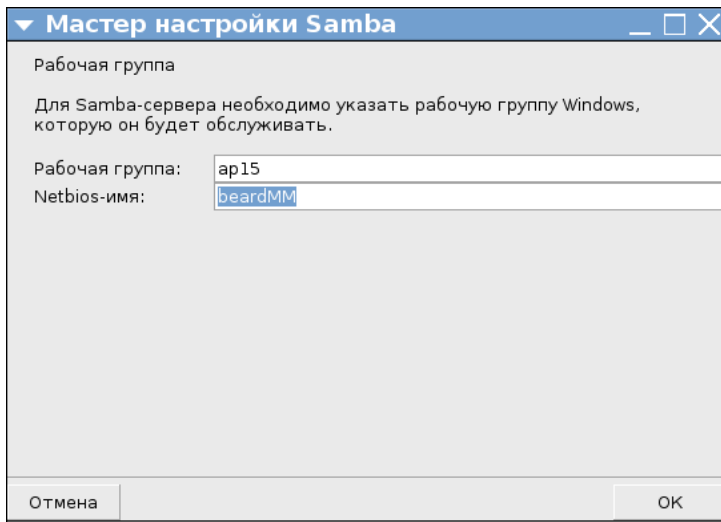 Мастер настройки Samba
Рабочая группа
Для Samba-сервера необходимо указать рабочую группу Windows,
которую он будет обслуживать.
Рабочая группа: ap15
Netbios-имя: beardMM
Отмена OK